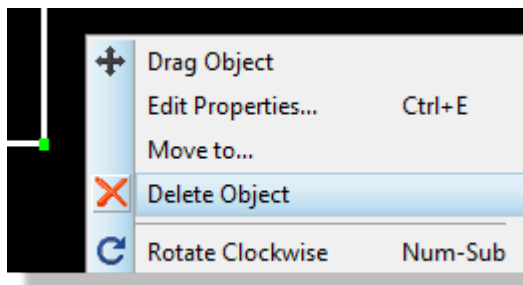 Drag Object
Edit Properties... Ctrl+E
Move to...
Delete Object
Rotate Clockwise Num-Sub